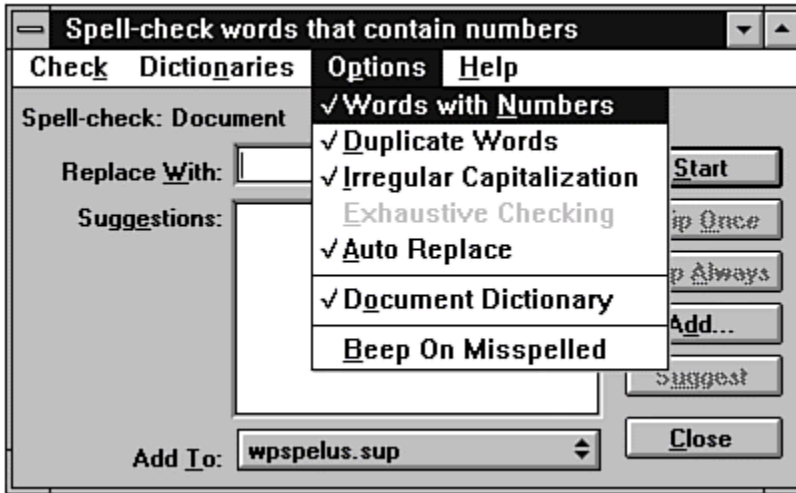 Spell-check words that contain numbers
Check Dictionaries Options Help
Spell-check: Document
✓Words with Numbers
✓Duplicate Words
✓Irregular Capitalization
Exhaustive Checking
✓Auto Replace
✓Document Dictionary
Beep On Misspelled
Replace With:
Suggestions:
Start
Once
Always
Add...
Suggest
Close
Add To: wpspelus.sup